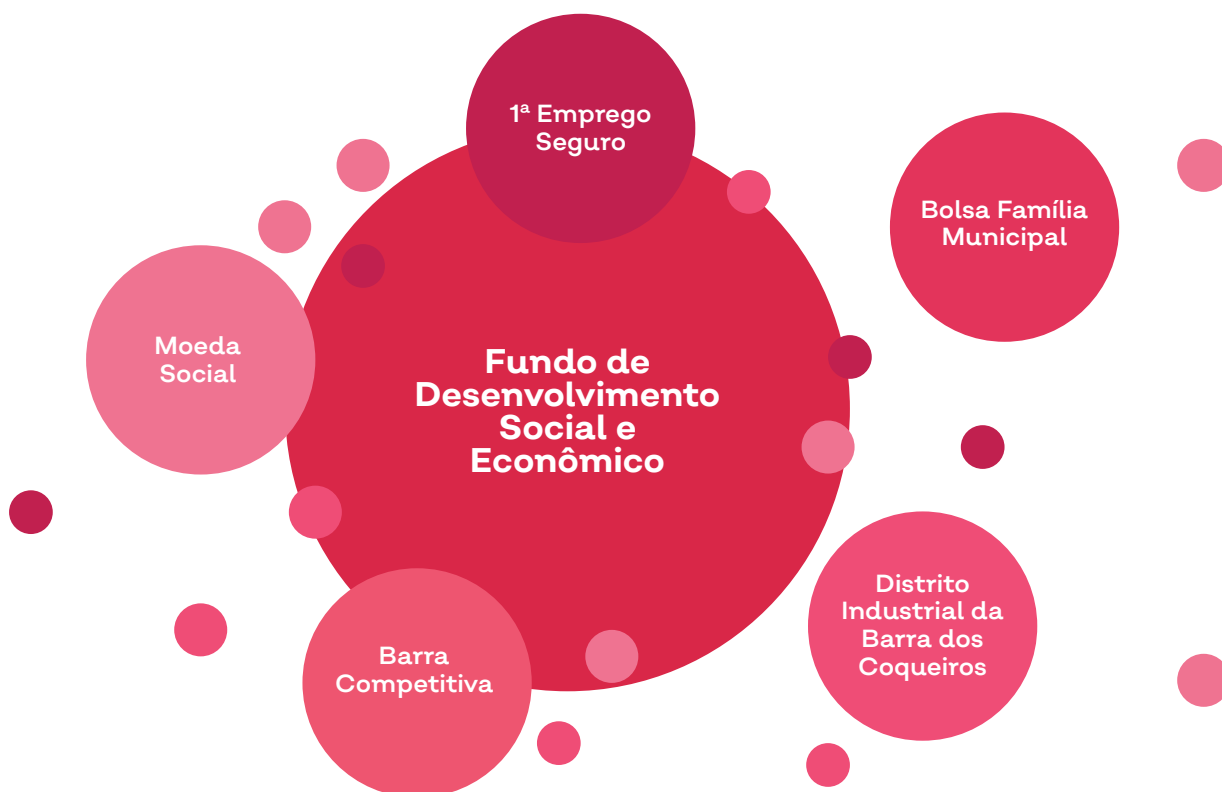 1ª Emprego
Seguro
Bolsa Família
Municipal
Moeda
Social
Fundo de
Desenvolvimento
Social e
Econômico
Distrito
Industrial da
Barra dos
Coqueiros
Barra
Competitiva